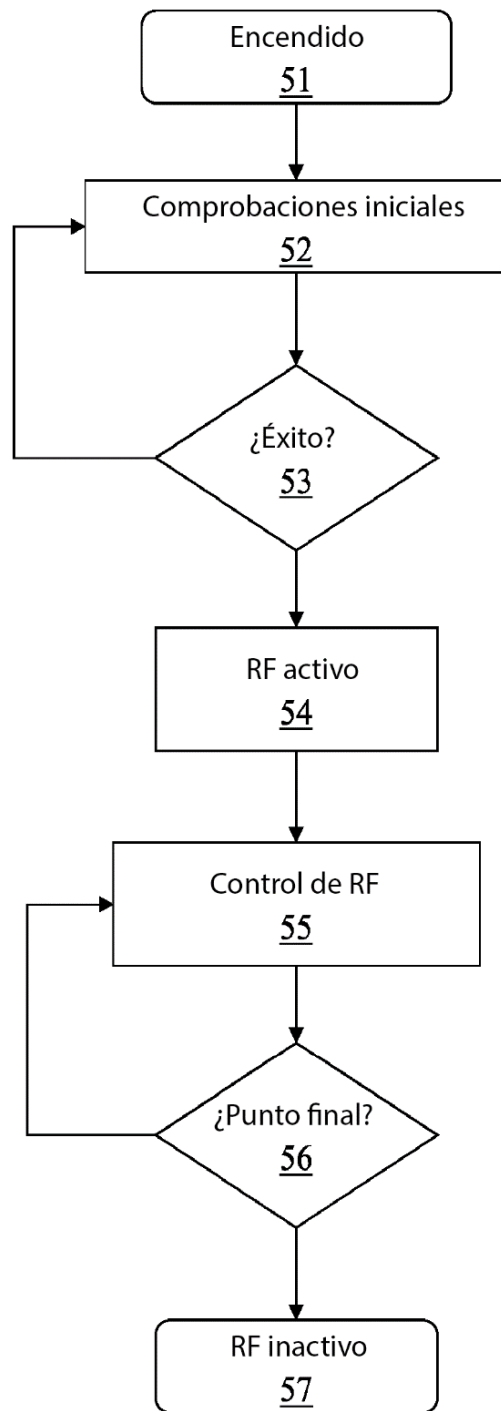 Encendido
51
Comprobaciones iniciales
52
¿Éxito?
53
RF activo
54
Control de RF
55
¿Punto final?
56
RF inactivo
57